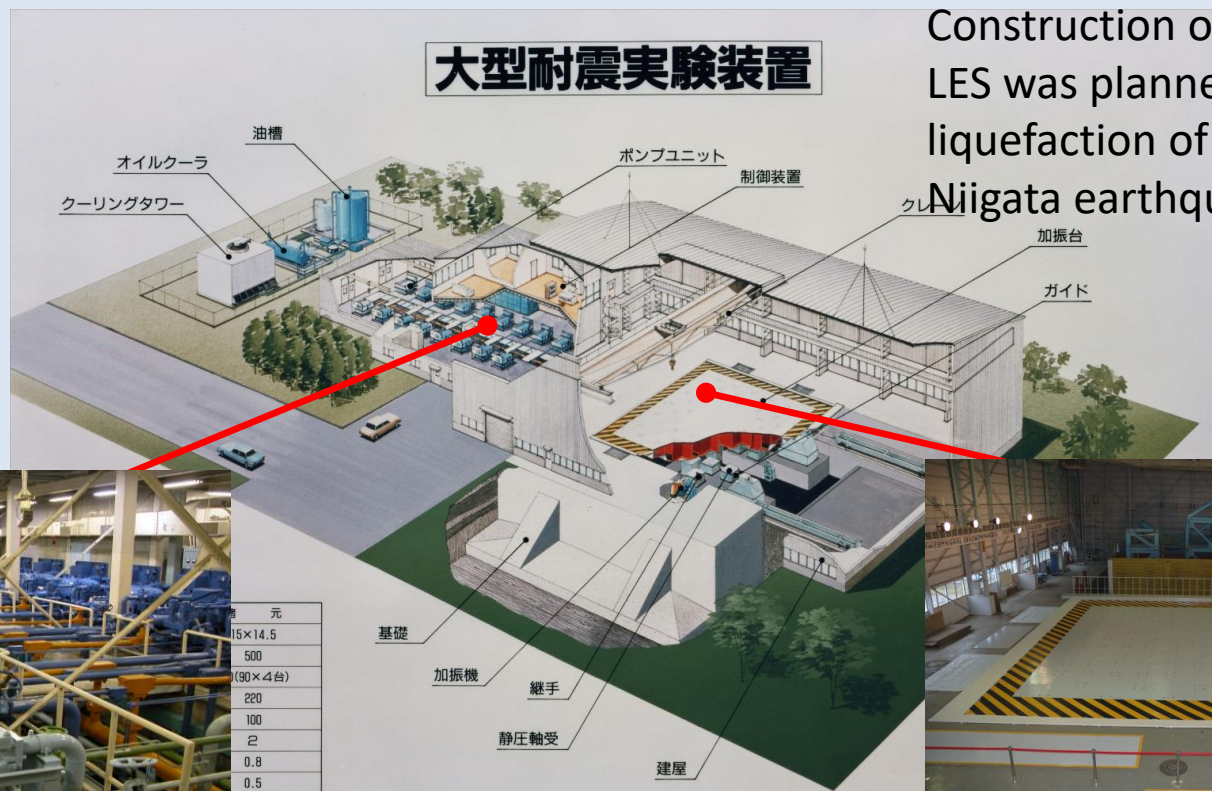 大型耐震実験装置
Construction o
LES was planne
liquefaction of
Niigata earthqu
油槽
オイルクーラ
クーリングタワー
ポンプユニット
制御装置
クレーン
加振台
ガイド
基礎
加振機
継手
静圧軸受
建屋
諸 元
15×14.5
500
(90×4台)
220
100
2
0.8
0.5